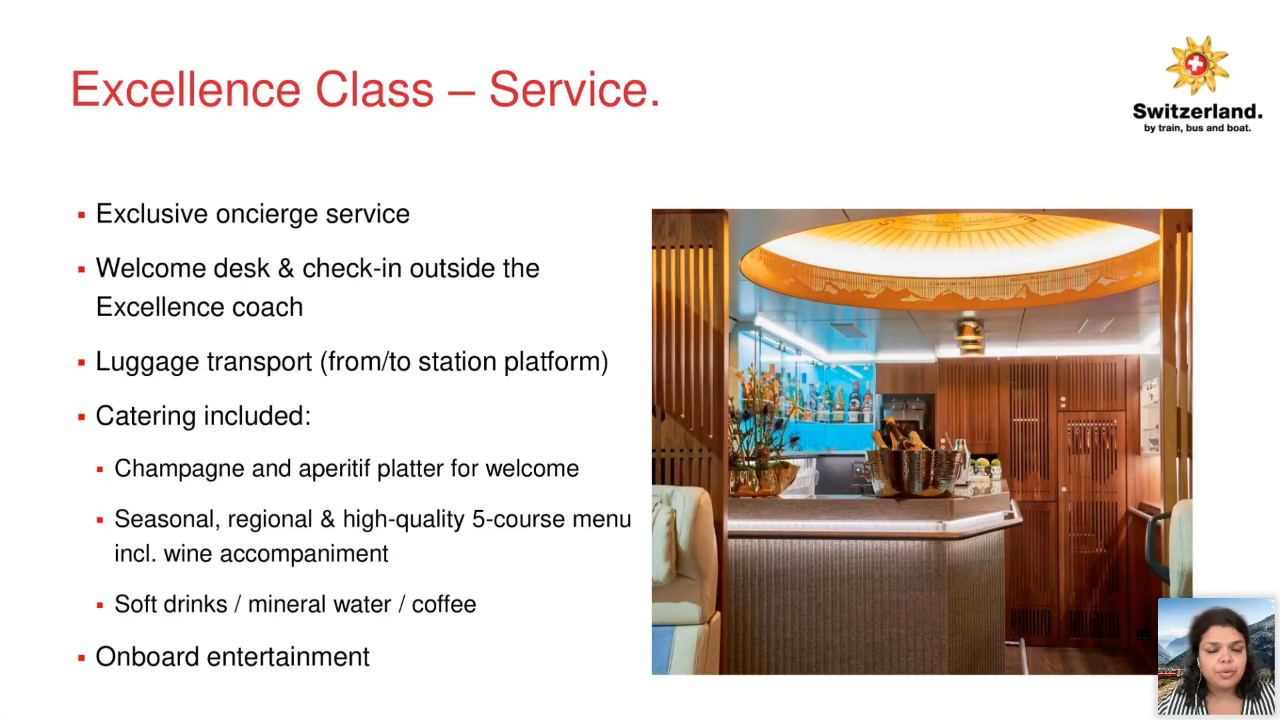 Excellence Class – Service.
Switzerland.
by train, bus and boat.
Exclusive oncierge service
Welcome desk & check-in outside the
Excellence coach
Luggage transport (from/to station platform)
Catering included:
Champagne and aperitif platter for welcome
Seasonal, regional & high-quality 5-course menu
incl. wine accompaniment
Soft drinks / mineral water / coffee
Onboard entertainment